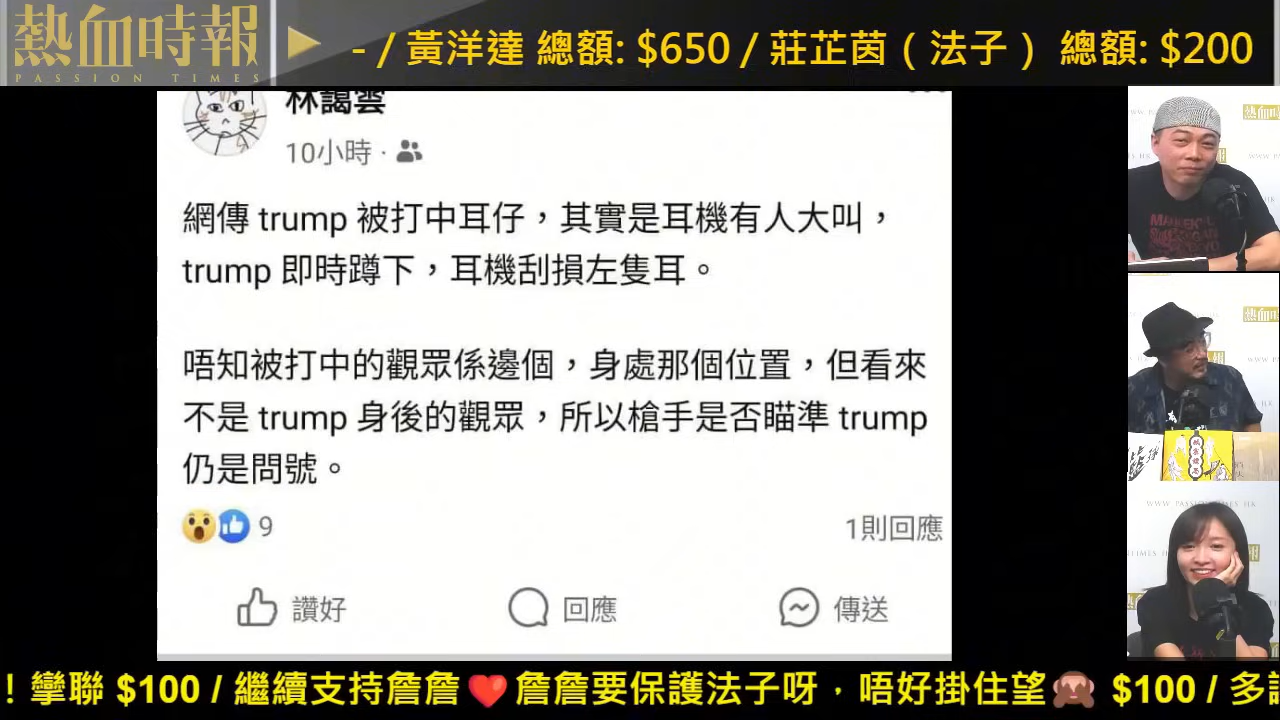 熱血時報
PASSION TIMES
- / 黃洋達 總額: $650 / 莊芷茵 ( 法子 ) 總額: $200
林謁雲
10小時 ·
網傳 trump 被打中耳仔，其實是耳機有人大叫，
trump 即時蹲下，耳機刮損左隻耳。
唔知被打中的觀眾係邊個，身處那個位置，但看來
不是 trump 身後的觀眾，所以槍手是否瞄準 trump
仍是問號。
9
1則回應
讚好
回應
傳送
! 攣聯 $100 / 繼續支持詹詹❤️詹詹要保護法子呀，唔好掛住望🙈 $100 / 多